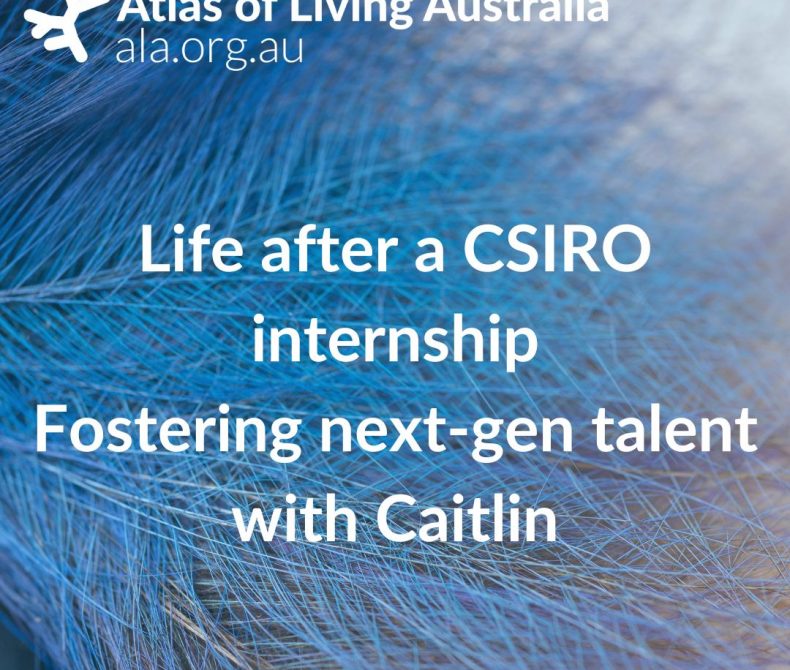 Atlas of Living Australia
ala.org.au
Life after a CSIRO
internship
Fostering next-gen talent
with Caitlin